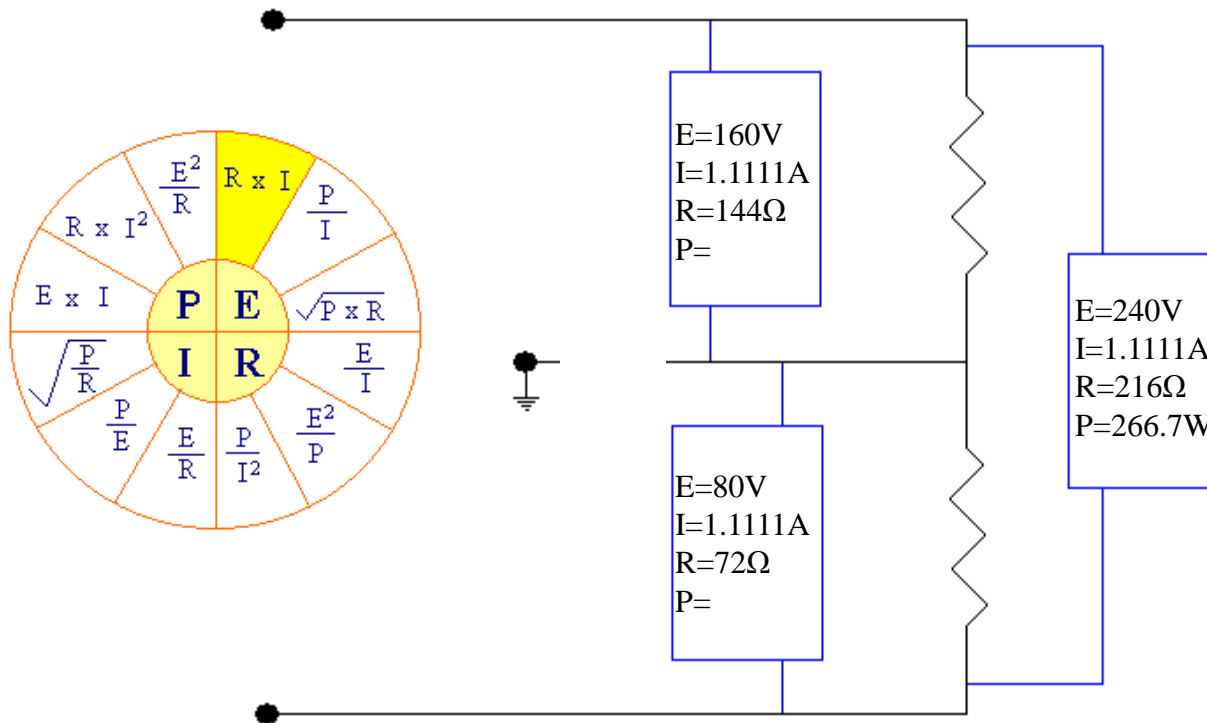 E²/R
R x I
P/I
R x I²
E x I
√P x R
P E
I R
√P/R
E/I
P/E
E/R
P/I²
E²/P
E=160V
I=1.1111A
R=144Ω
P=
E=80V
I=1.1111A
R=72Ω
P=
E=240V
I=1.1111A
R=216Ω
P=266.7W